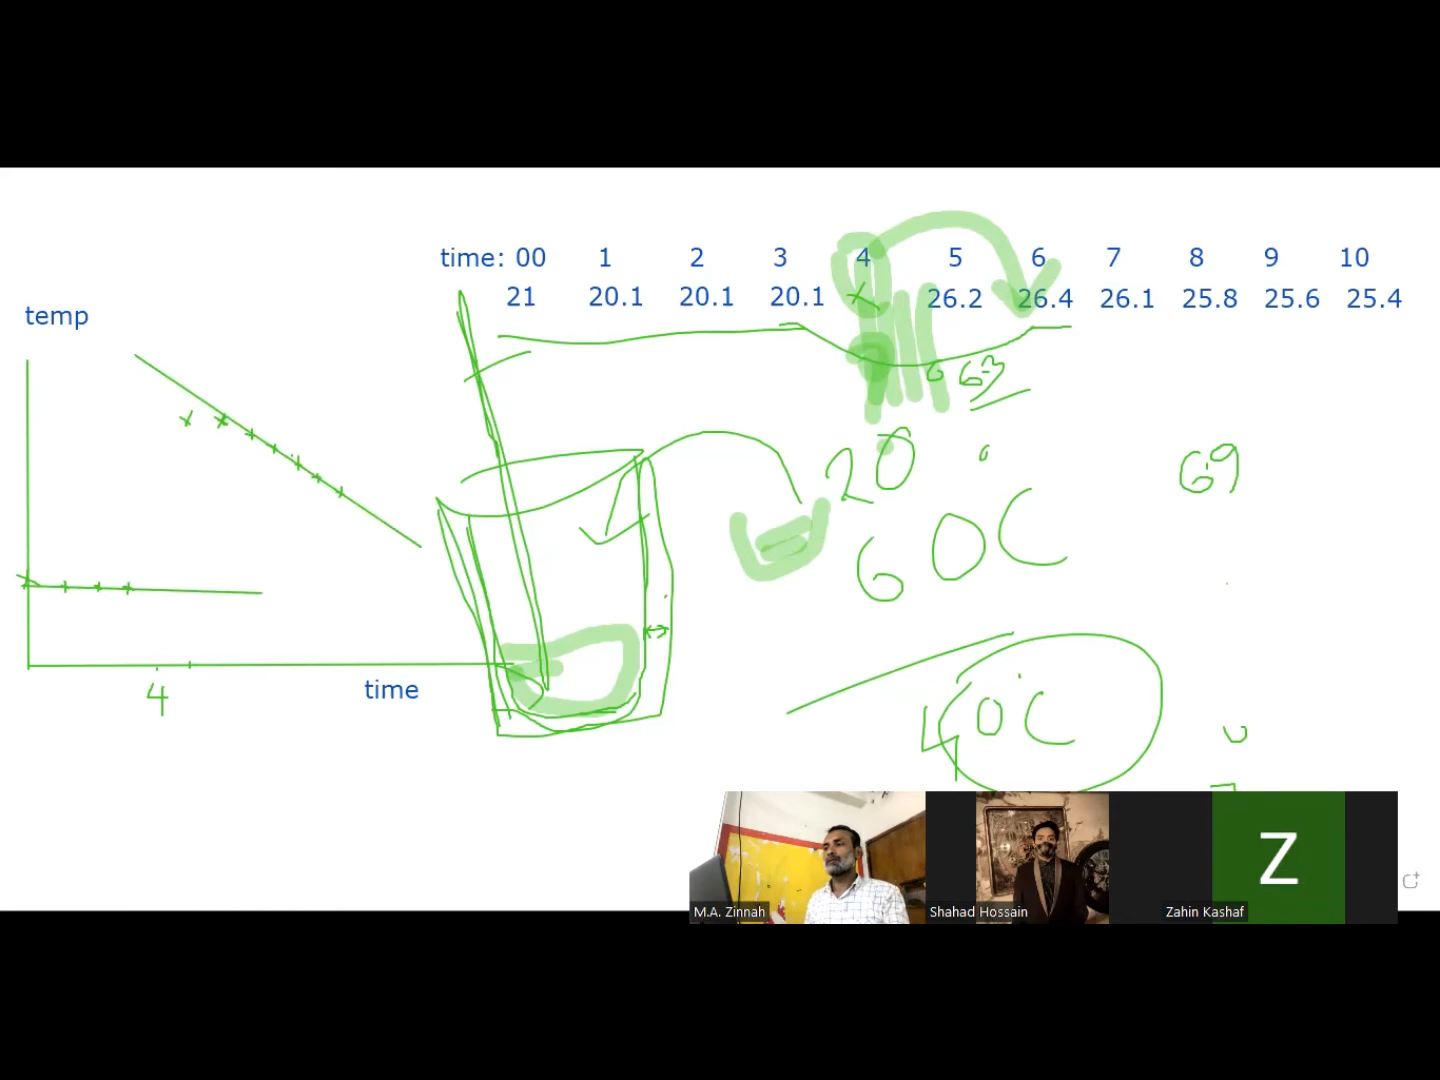 time: 00 1 2 3 4 5 6 7 8 9 10
21 20.1 20.1 20.1 x 26.2 26.4 26.1 25.8 25.6 25.4
temp
63
20
69
60C
40C
4
time
Z
M.A. Zinnah
Shahad Hossain
Zahin Kashaf